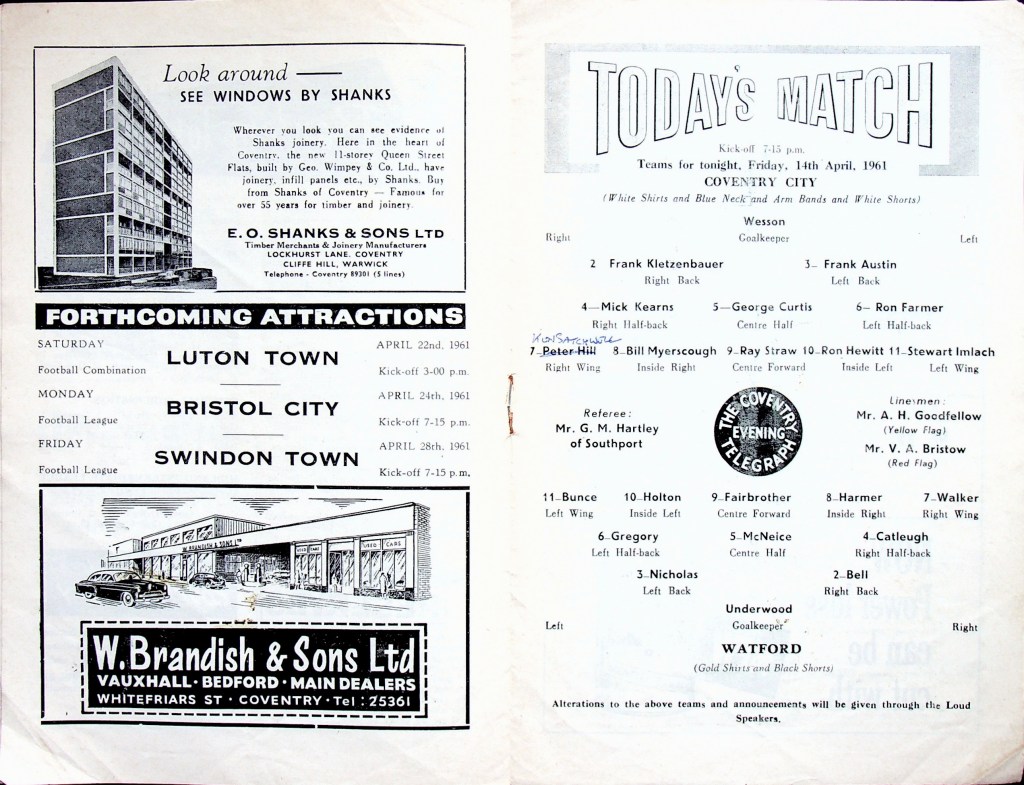 Look around —
SEE WINDOWS BY SHANKS
Wherever you look you can see evidence of
Shanks joinery. Here in the heart of
Coventry, the new 11-storey Queen Street
Flats, built by Geo. Wimpey & Co. Ltd., have
joinery, infill panels etc., by Shanks. Buy
from Shanks of Coventry — Famous for
over 55 years for timber and joinery.
E. O. SHANKS & SONS LTD
Timber Merchants & Joinery Manufacturers
LOCKHURST LANE. COVENTRY
CLIFFE HILL, WARWICK
Telephone - Coventry 89301 (5 lines)
FORTHCOMING ATTRACTIONS
SATURDAY APRIL 22nd, 1961
LUTON TOWN
Football Combination Kick-off 3-00 p.m.
MONDAY APRIL 24th, 1961
BRISTOL CITY
Football League Kick-off 7-15 p.m.
FRIDAY APRIL 28th, 1961
SWINDON TOWN
Football League Kick-off 7-15 p.m.
W. BRANDISH & SONS LTD
USED CARS USED CARS
W. Brandish & Sons Ltd
VAUXHALL · BEDFORD · MAIN DEALERS
WHITEFRIARS ST · COVENTRY · Tel : 25361
TODAY'S MATCH
Kick-off 7-15 p.m.
Teams for tonight, Friday, 14th April, 1961
COVENTRY CITY
(White Shirts and Blue Neck and Arm Bands and White Shorts)
Wesson
Right Goalkeeper Left
2 Frank Kletzenbauer 3– Frank Austin
Right Back Left Back
4—Mick Kearns 5—George Curtis 6— Ron Farmer
Right Half-back Centre Half Left Half-back
7–Peter Hill 8–Bill Myerscough 9–Ray Straw 10–Ron Hewitt 11–Stewart Imlach
Right Wing Inside Right Centre Forward Inside Left Left Wing
Referee:
Mr. G. M. Hartley
of Southport
THE COVENTRY
EVENING
TELEGRAPH
Linesmen:
Mr. A. H. Goodfellow
(Yellow Flag)
Mr. V. A. Bristow
(Red Flag)
11–Bunce 10–Holton 9–Fairbrother 8–Harmer 7–Walker
Left Wing Inside Left Centre Forward Inside Right Right Wing
6–Gregory 5–McNeice 4–Catleugh
Left Half-back Centre Half Right Half-back
3–Nicholas 2–Bell
Left Back Right Back
Underwood
Left Goalkeeper Right
WATFORD
(Gold Shirts and Black Shorts)
Alterations to the above teams and announcements will be given through the Loud
Speakers.